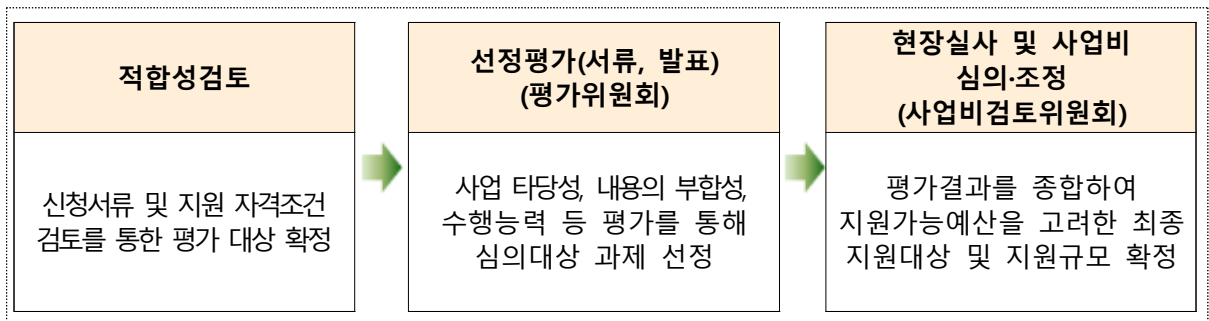 적합성검토
신청서류 및 지원 자격조건
검토를 통한 평가 대상 확정
선정평가(서류, 발표)
(평가위원회)
사업 타당성, 내용의 부합성,
수행능력 등 평가를 통해
심의대상 과제 선정
현장실사 및 사업비
심의·조정
(사업비검토위원회)
평가결과를 종합하여
지원가능예산을 고려한 최종
지원대상 및 지원규모 확정